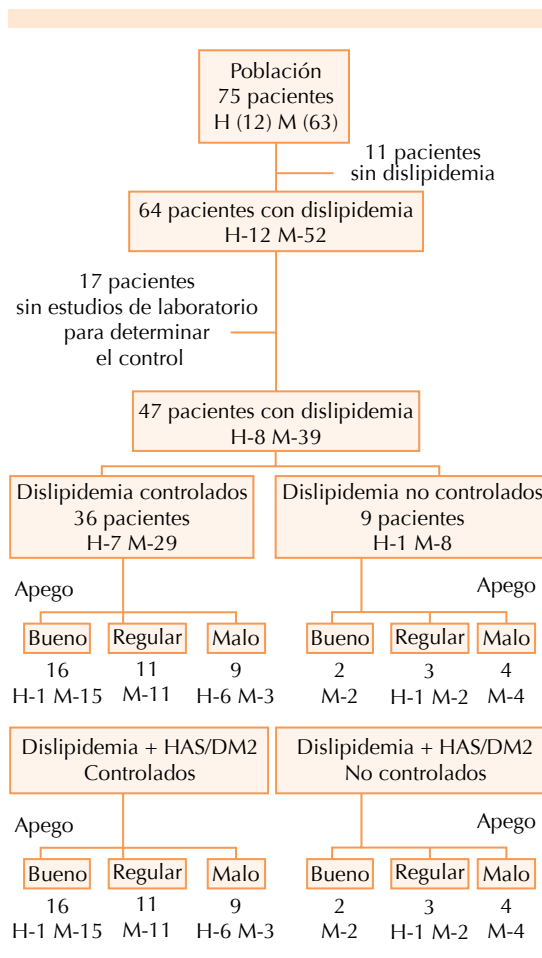 Población
75 pacientes
H (12) M (63)
11 pacientes
sin dislipidemia
64 pacientes con dislipidemia
H-12 M-52
17 pacientes
sin estudios de laboratorio
para determinar
el control
47 pacientes con dislipidemia
H-8 M-39
Dislipidemia controlados
36 pacientes
H-7 M-29
Dislipidemia no controlados
9 pacientes
H-1 M-8
Apego
Bueno
16
H-1 M-15
Regular
11
M-11
Malo
9
H-6 M-3
Apego
Bueno
2
M-2
Regular
3
H-1 M-2
Malo
4
M-4
Dislipidemia + HAS/DM2
Controlados
Dislipidemia + HAS/DM2
No controlados
Apego
Bueno
16
H-1 M-15
Regular
11
M-11
Malo
9
H-6 M-3
Apego
Bueno
2
M-2
Regular
3
H-1 M-2
Malo
4
M-4